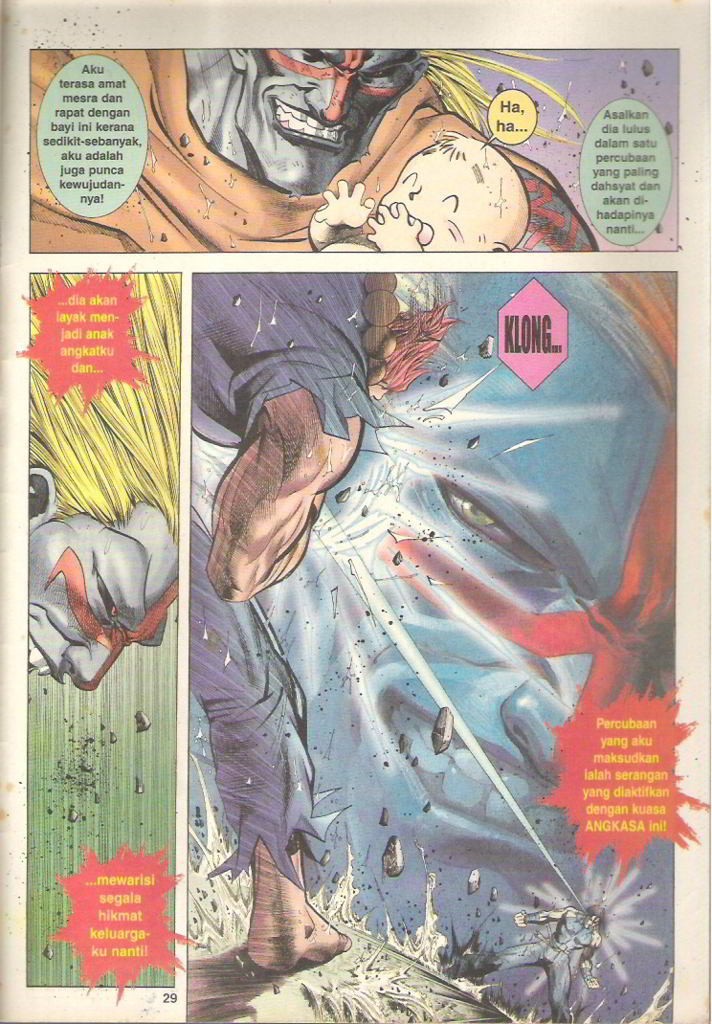 Aku
terasa amat
mesra dan
rapat dengan
bayi ini kerana
sedikit-sebanyak,
aku adalah
juga punca
kewujudan-
nya!
Ha,
ha...
Asalkan
dia lulus
dalam satu
percubaan
yang paling
dahsyat dan
akan di-
hadapinya
nanti...
...dia akan
layak men-
jadi anak
angkatku
dan...
KLONG...
Percubaan
yang aku
maksudkan
ialah serangan
yang diaktifkan
dengan kuasa
ANGKASA ini!
...mewarisi
segala
hikmat
keluarga-
ku nanti!
29